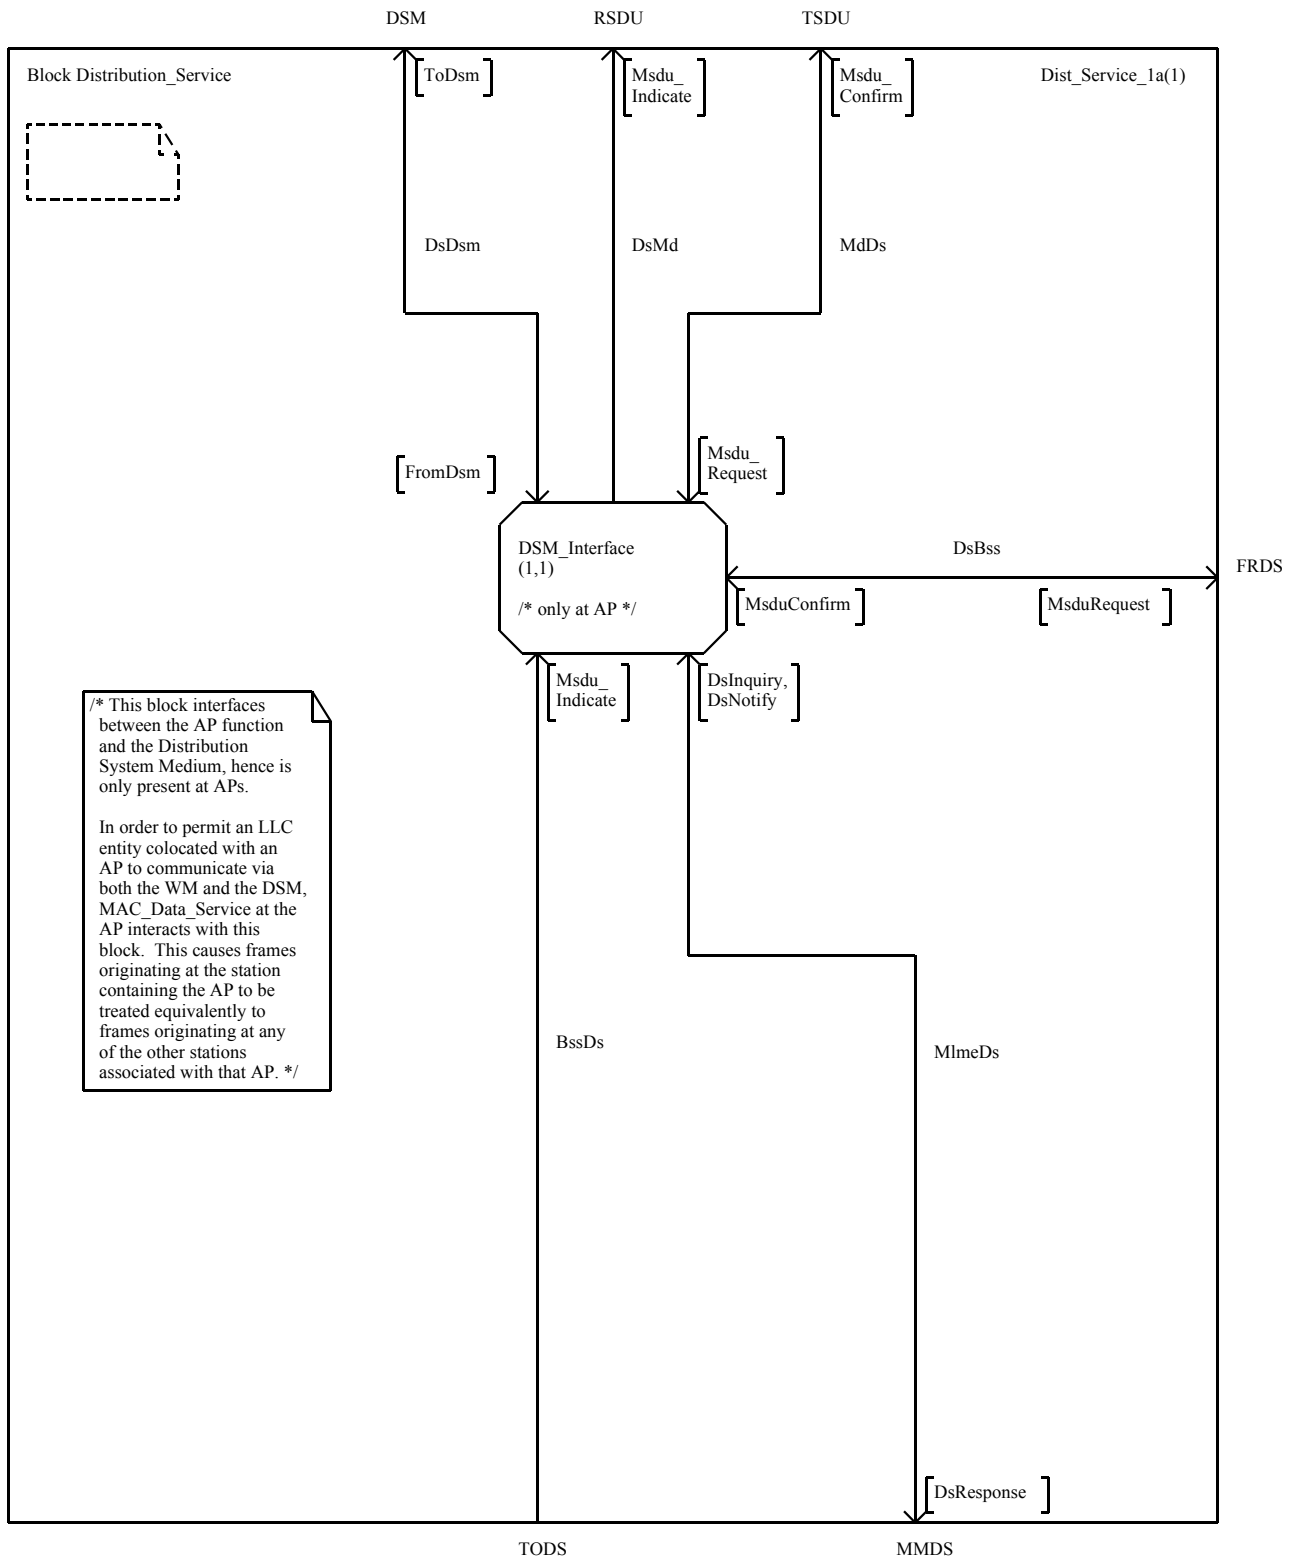 DSM
RSDU
TSDU
Block Distribution_Service
ToDsm
Msdu_
Indicate
Msdu_
Confirm
Dist_Service_1a(1)
DsDsm
DsMd
MdDs
FromDsm
Msdu_
Request
DSM_Interface
(1,1)
/* only at AP */
DsBss
FRDS
MsduConfirm
MsduRequest
Msdu_
Indicate
DsInquiry,
DsNotify
/* This block interfaces
between the AP function
and the Distribution
System Medium, hence is
only present at APs.
In order to permit an LLC
entity colocated with an
AP to communicate via
both the WM and the DSM,
MAC_Data_Service at the
AP interacts with this
block.  This causes frames
originating at the station
containing the AP to be
treated equivalently to
frames originating at any
of the other stations
associated with that AP. */
BssDs
MlmeDs
DsResponse
TODS
MMDS